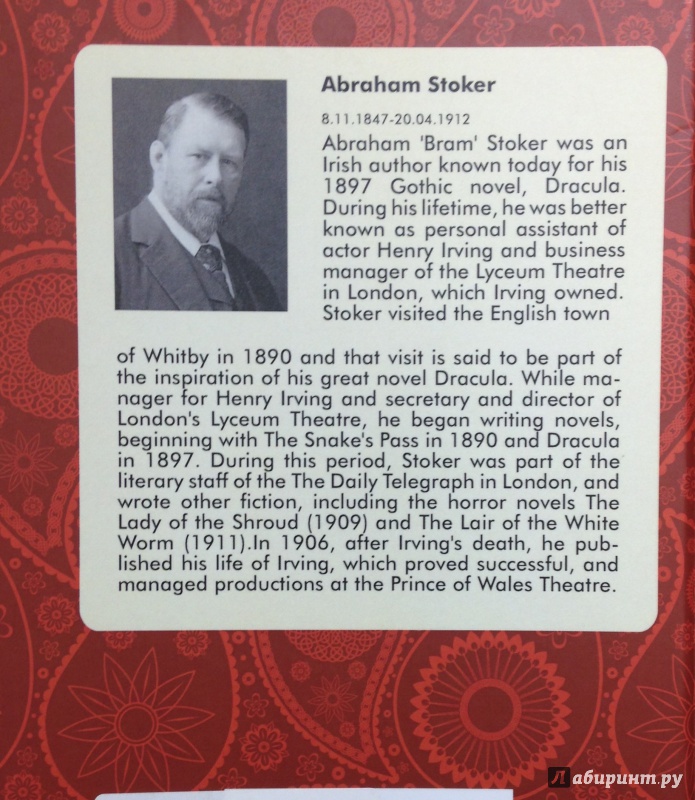 Abraham Stoker
8.11.1847-20.04.1912
Abraham 'Bram' Stoker was an
Irish author known today for his
1897 Gothic novel, Dracula.
During his lifetime, he was better
known as personal assistant of
actor Henry Irving and business
manager of the Lyceum Theatre
in London, which Irving owned.
Stoker visited the English town
of Whitby in 1890 and that visit is said to be part of
the inspiration of his great novel Dracula. While ma-
nager for Henry Irving and secretary and director of
London's Lyceum Theatre, he began writing novels,
beginning with The Snake's Pass in 1890 and Dracula
in 1897. During this period, Stoker was part of the
literary staff of the The Daily Telegraph in London, and
wrote other fiction, including the horror novels The
Lady of the Shroud (1909) and The Lair of the White
Worm (1911).In 1906, after Irving's death, he pub-
lished his life of Irving, which proved successful, and
managed productions at the Prince of Wales Theatre.
Лабиринт.ру